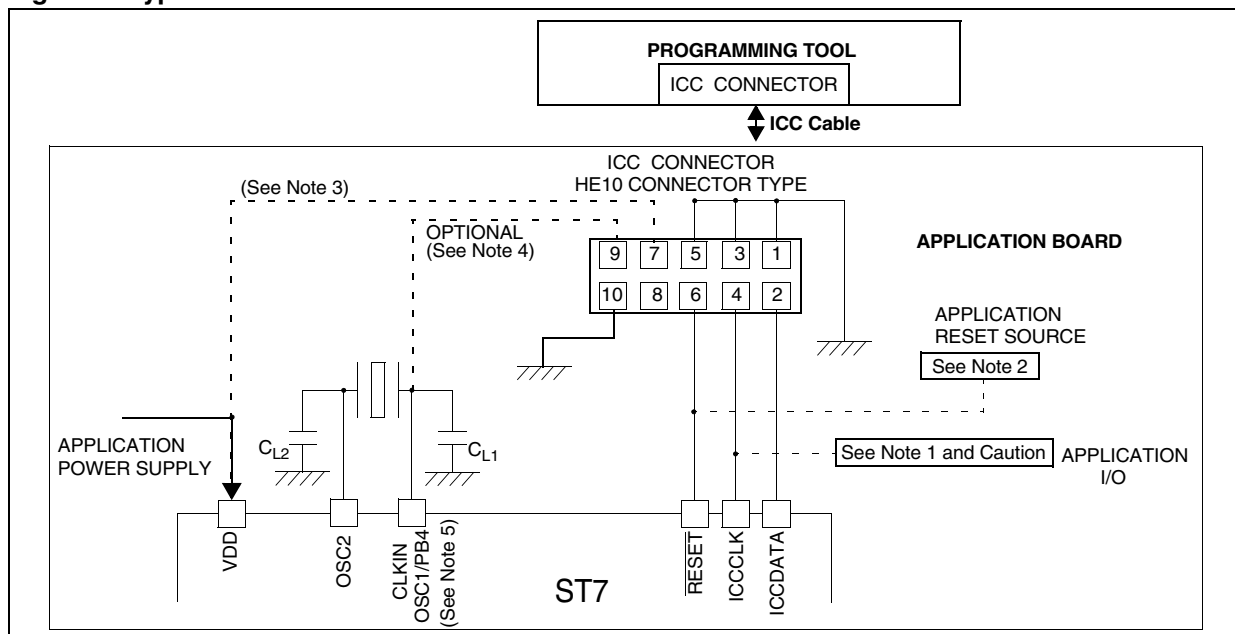 PROGRAMMING TOOL
ICC CONNECTOR
ICC Cable
ICC CONNECTOR
HE10 CONNECTOR TYPE
(See Note 3)
OPTIONAL
(See Note 4)
9 7 5 3 1
10 8 6 4 2
APPLICATION BOARD
APPLICATION
RESET SOURCE
See Note 2
APPLICATION
POWER SUPPLY
CL2
CL1
See Note 1 and Caution
APPLICATION
I/O
VDD
OSC2
CLKIN
OSC1/PB4
(See Note 5)
ST7
RESET
ICCCLK
ICCDATA